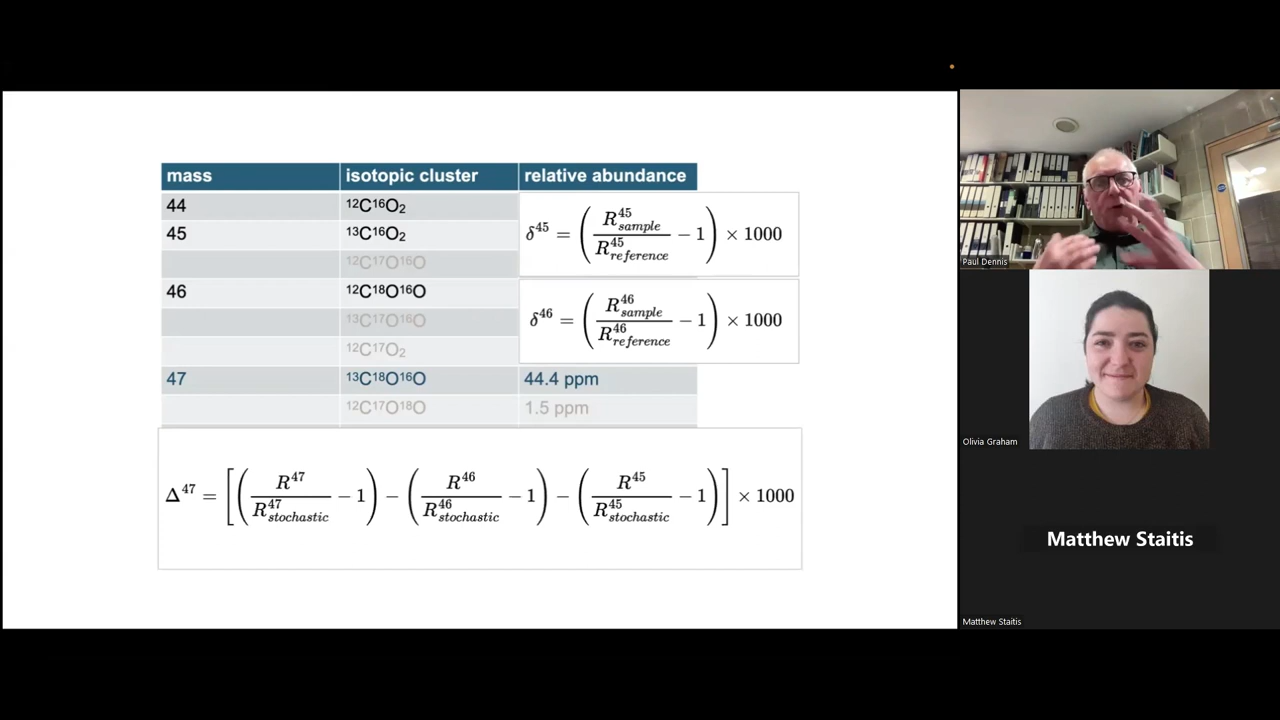 mass isotopic cluster relative abundance
44 ¹²C¹⁶O₂
45 ¹³C¹⁶O₂
¹²C¹⁷O¹⁶O
δ⁴⁵ = ( R⁴⁵sample / R⁴⁵reference − 1 ) × 1000
46 ¹²C¹⁸O¹⁶O
¹³C¹⁷O¹⁶O
¹²C¹⁷O₂
δ⁴⁶ = ( R⁴⁶sample / R⁴⁶reference − 1 ) × 1000
47 ¹³C¹⁸O¹⁶O 44.4 ppm
¹²C¹⁷O¹⁸O 1.5 ppm
Δ⁴⁷ = [ ( R⁴⁷ / R⁴⁷stochastic − 1 ) − ( R⁴⁶ / R⁴⁶stochastic − 1 ) − ( R⁴⁵ / R⁴⁵stochastic − 1 ) ] × 1000
Paul Dennis
Olivia Graham
Matthew Staitis
Matthew Staitis